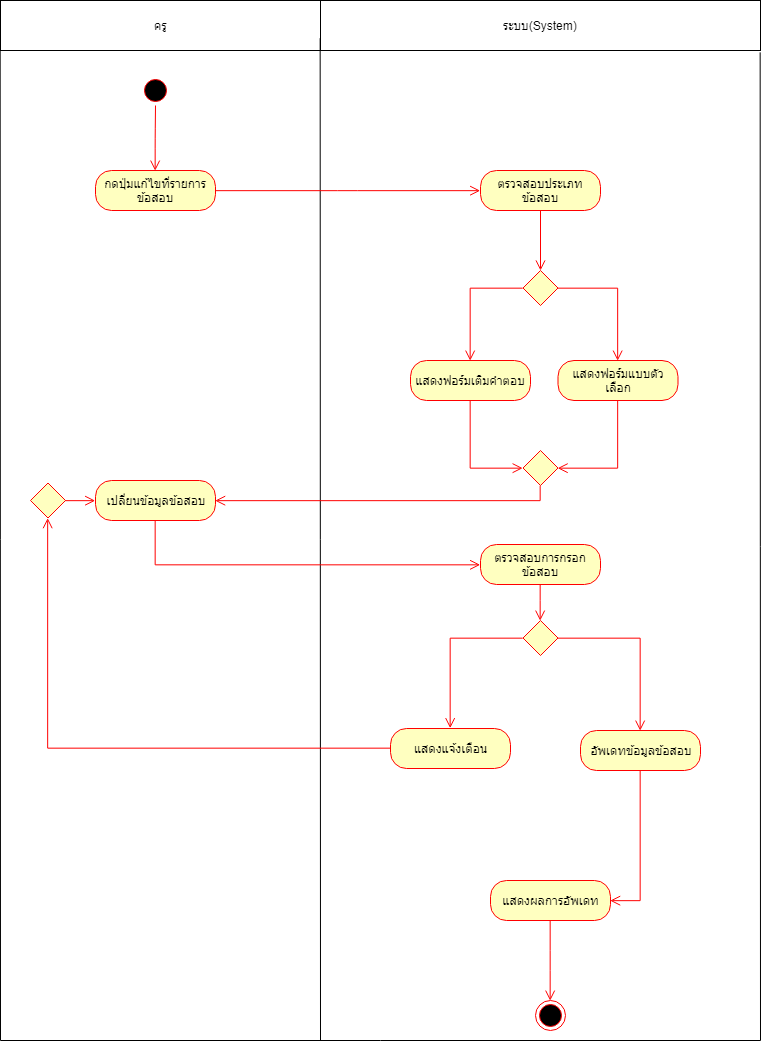 ครู
ระบบ(System)
กดปุ่มแก้ไขที่รายการ
ข้อสอบ
ตรวจสอบประเภท
ข้อสอบ
แสดงฟอร์มเติมคำตอบ
แสดงฟอร์มแบบตัว
เลือก
เปลี่ยนข้อมูลข้อสอบ
ตรวจสอบการกรอก
ข้อสอบ
แสดงแจ้งเตือน
อัพเดทข้อมูลข้อสอบ
แสดงผลการอัพเดท